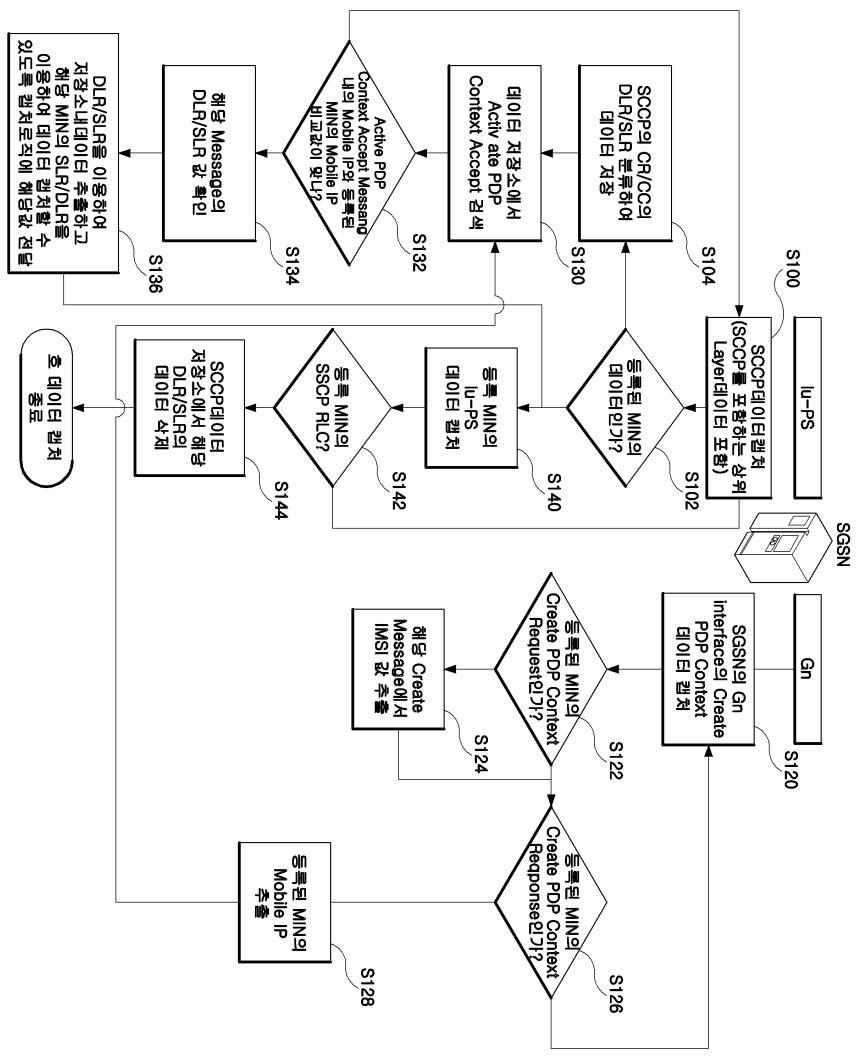 Iu-PS
SGSN
Gn
SCCP데이터캡처
(SCCP를 포함하는 상위
Layer데이터 포함)
S100
등록된 MIN의
데이터인가?
S102
SCCP의 CR/CC의
DLR/SLR 분류하여
데이터 저장
S104
데이터 저장소에서
Activ ate PDP
Context Accept 검색
S130
Active PDP
Context Accept Messang
내의 Mobile IP와 등록된
MIN의 Mobile IP
비교값이 맞나?
S132
해당 Message의
DLR/SLR 값 확인
S134
DLR/SLR을 이용하여
저장소내데이터 추출하고
해당 MIN의 SLR/DLR을
이용하여 데이터 캡처할 수
있도록 캡처로직에 해당값 전달
S136
등록 MIN의
Iu-PS
데이터 캡처
S140
등록 MIN의
SSCP RLC?
S142
SCCP데이터
저장소에서 해당
DLR/SLR의
데이터 삭제
S144
호 데이터 캡처
종료
SGSN의 Gn
interface의 Create
PDP Context
데이터 캡처
S120
등록된 MIN의
Create PDP Context
Request인가?
S122
해당 Create
Message에서
IMSI 값 추출
S124
등록된 MIN의
Create PDP Context
Reqponse인가?
S126
등록된 MIN의
Mobile IP
추출
S128